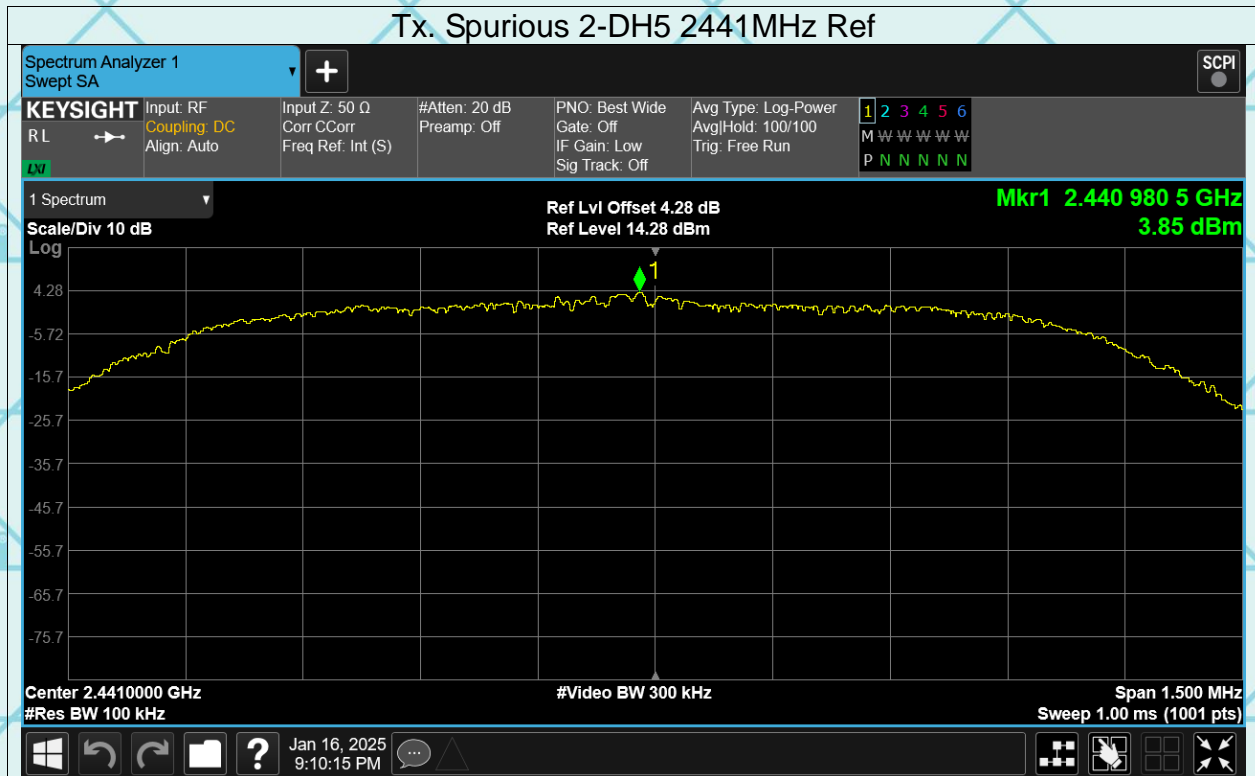 Tx. Spurious 2-DH5 2441MHz Ref
Spectrum Analyzer 1
Swept SA
SCPI
KEYSIGHT
R L
LXI
Input: RF
Coupling: DC
Align: Auto
Input Z: 50 Ω
Corr CCorr
Freq Ref: Int (S)
#Atten: 20 dB
Preamp: Off
PNO: Best Wide
Gate: Off
IF Gain: Low
Sig Track: Off
Avg Type: Log-Power
Avg|Hold: 100/100
Trig: Free Run
1 2 3 4 5 6
M W W W W W W
P N N N N N N
1 Spectrum
Scale/Div 10 dB
Ref Lvl Offset 4.28 dB
Ref Level 14.28 dBm
Mkr1 2.440 980 5 GHz
3.85 dBm
Log
1
4.28
-5.72
-15.7
-25.7
-35.7
-45.7
-55.7
-65.7
-75.7
Center 2.4410000 GHz
#Res BW 100 kHz
#Video BW 300 kHz
Span 1.500 MHz
Sweep 1.00 ms (1001 pts)
?
Jan 16, 2025
9:10:15 PM